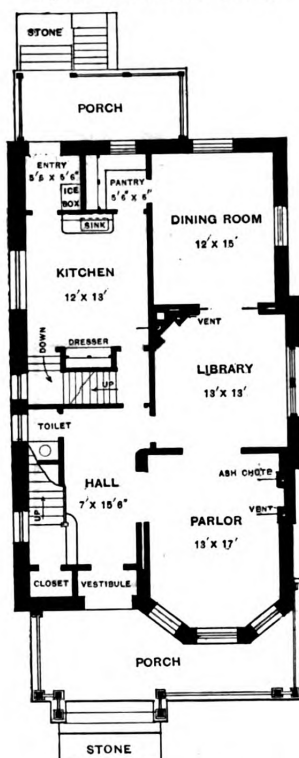 STONE
PORCH
ENTRY
5'5 X 5'6"
ICE
BOX
PANTRY
5'6" X 6'
SINK
DINING ROOM
12' X 15'
KITCHEN
12' X 13'
VENT
DRESSER
DOWN
UP
LIBRARY
13' X 13'
TOILET
ASH CHUTE
HALL
7' X 15'6"
UP
VENT
PARLOR
13' X 17'
CLOSET
VESTIBULE
PORCH
STONE